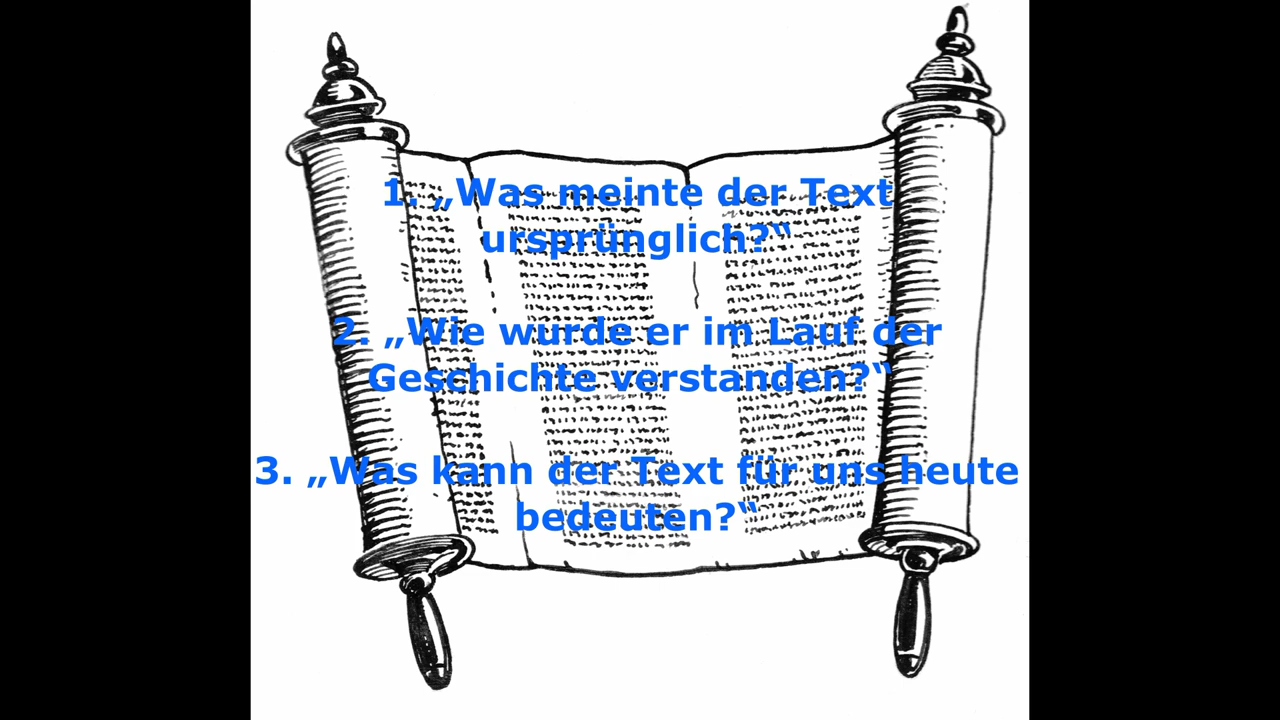 1. „Was meinte der Text
ursprünglich?“
2. „Wie wurde er im Lauf der
Geschichte verstanden?“
3. „Was kann der Text für uns heute
bedeuten?“